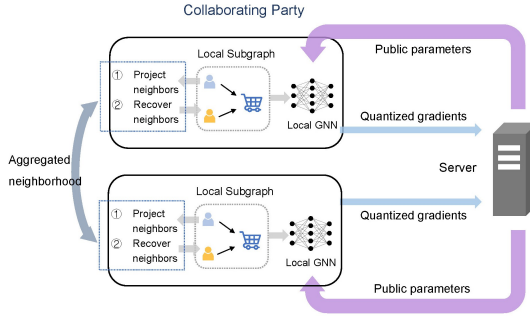 Collaborating Party
Public parameters
Local Subgraph
① Project
neighbors
② Recover
neighbors
Local GNN
Quantized gradients
Aggregated
neighborhood
Server
Local Subgraph
① Project
neighbors
② Recover
neighbors
Local GNN
Quantized gradients
Public parameters